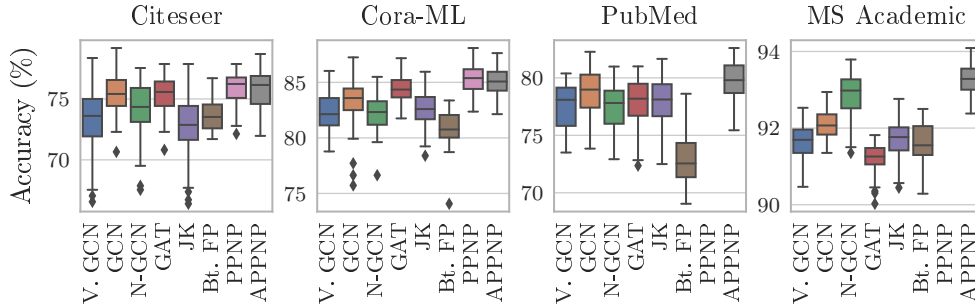 Citeseer
Cora-ML
PubMed
MS Academic
Accuracy (%)
75
70
85
80
75
80
75
70
94
92
90
V. GCN
GCN
N-GCN
GAT
JK
Bt. FP
PPNP
APPNP
V. GCN
GCN
N-GCN
GAT
JK
Bt. FP
PPNP
APPNP
V. GCN
GCN
N-GCN
GAT
JK
Bt. FP
PPNP
APPNP
V. GCN
GCN
N-GCN
GAT
JK
Bt. FP
PPNP
APPNP